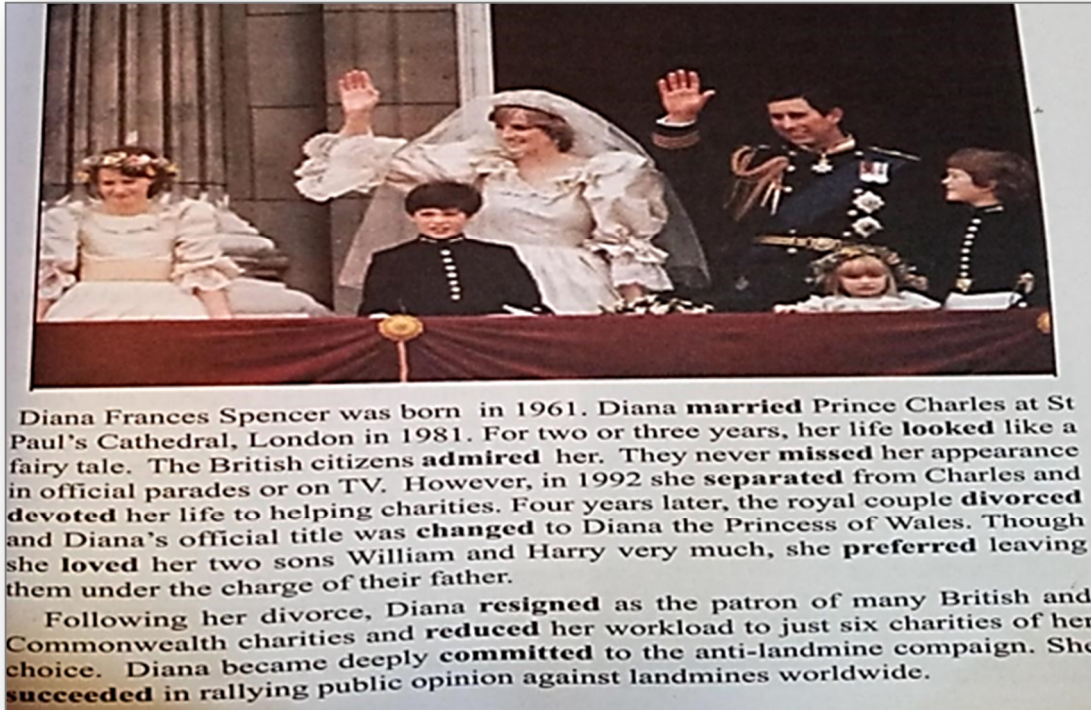 Diana Frances Spencer was born in 1961. Diana married Prince Charles at St
Paul's Cathedral, London in 1981. For two or three years, her life looked like a
fairy tale. The British citizens admired her. They never missed her appearance
in official parades or on TV. However, in 1992 she separated from Charles and
devoted her life to helping charities. Four years later, the royal couple divorced
and Diana's official title was changed to Diana the Princess of Wales. Though
she loved her two sons William and Harry very much, she preferred leaving
them under the charge of their father.
Following her divorce, Diana resigned as the patron of many British and
Commonwealth charities and reduced her workload to just six charities of her
choice. Diana became deeply committed to the anti-landmine compaign. She
succeeded in rallying public opinion against landmines worldwide.